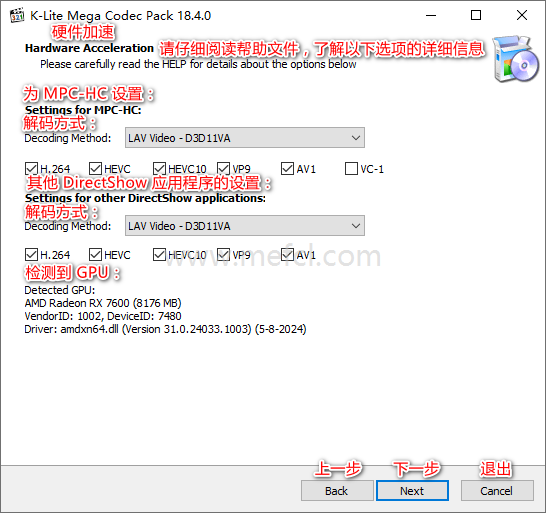 K-Lite Mega Codec Pack 18.4.0
硬件加速
Hardware Acceleration
请仔细阅读帮助文件，了解以下选项的详细信息
Please carefully read the HELP for details about the options below
为 MPC-HC 设置：
Settings for MPC-HC:
解码方式：
Decoding Method: LAV Video - D3D11VA
H.264 HEVC HEVC10 VP9 AV1 VC-1
其他 DirectShow 应用程序的设置：
Settings for other DirectShow applications:
解码方式：
Decoding Method: LAV Video - D3D11VA
H.264 HEVC HEVC10 VP9 AV1
www.mefcl.com
检测到 GPU：
Detected GPU:
AMD Radeon RX 7600 (8176 MB)
VendorID: 1002, DeviceID: 7480
Driver: amdxn64.dll (Version 31.0.24033.1003) (5-8-2024)
上一步 下一步 退出
Back Next Cancel